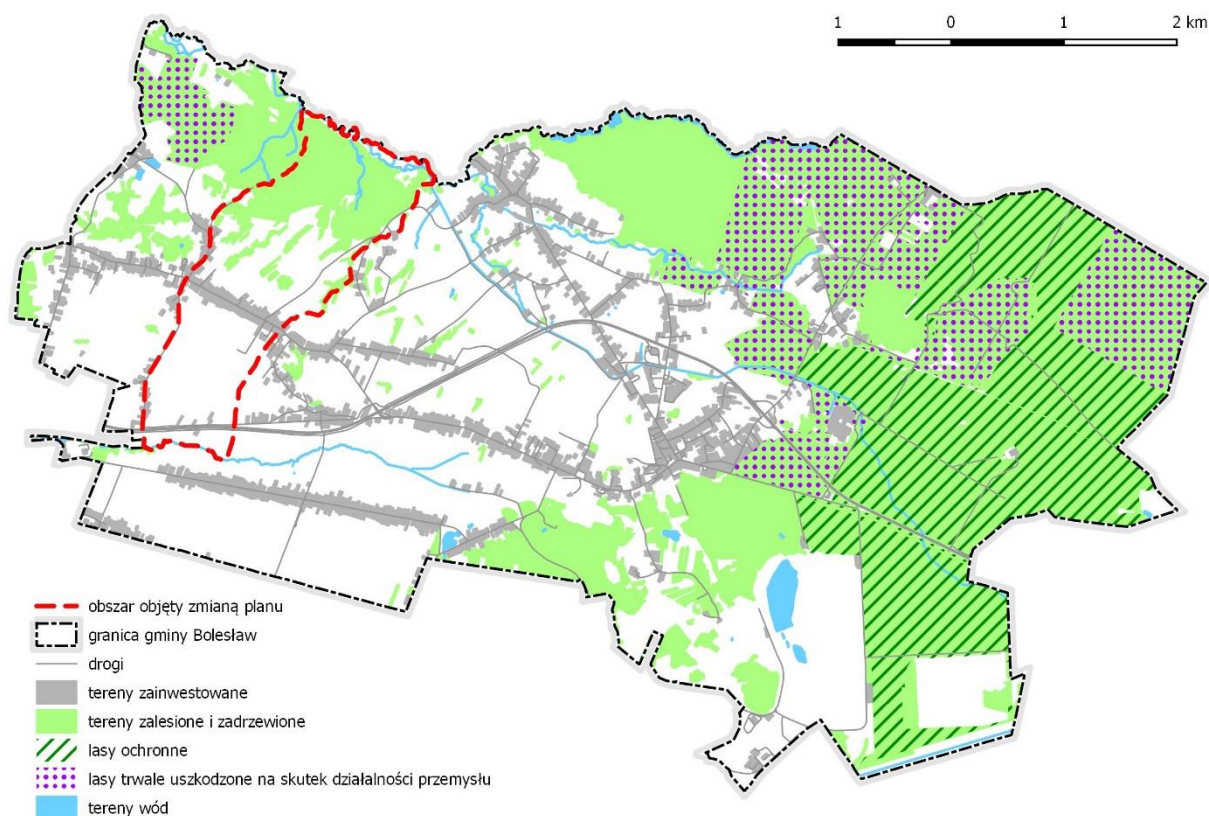 1 0 1 2 km
obszar objęty zmianą planu
granica gminy Bolesław
drogi
tereny zainwestowane
tereny zalesione i zadrzewione
lasy ochronne
lasy trwale uszkodzone na skutek działalności przemysłu
tereny wód